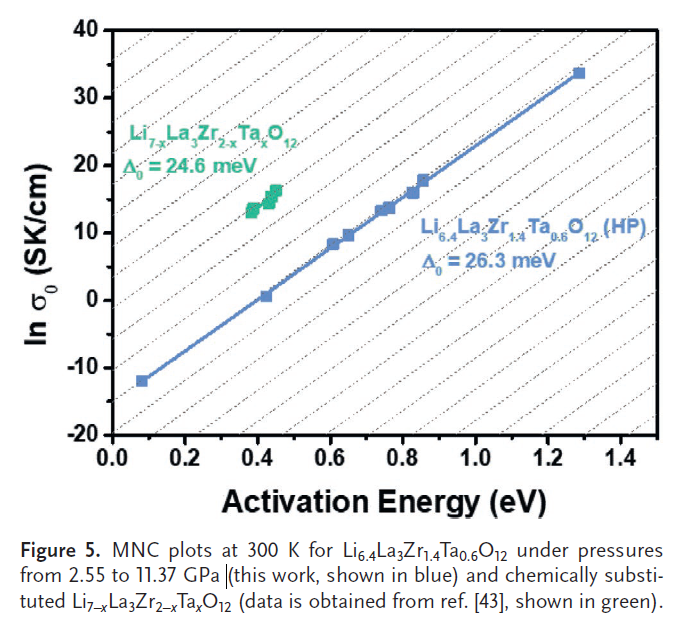 40
30
20
10
0
-10
-20
ln σ₀ (SK/cm)
Li₇₋ₓLa₃Zr₂₋ₓTaₓO₁₂
Δ₀ = 24.6 meV
Li₆.₄La₃Zr₁.₄Ta₀.₆O₁₂ (HP)
Δ₀ = 26.3 meV
0.0 0.2 0.4 0.6 0.8 1.0 1.2 1.4
Activation Energy (eV)
Figure 5. MNC plots at 300 K for Li₆.₄La₃Zr₁.₄Ta₀.₆O₁₂ under pressures
from 2.55 to 11.37 GPa (this work, shown in blue) and chemically substi-
tuted Li₇₋ₓLa₃Zr₂₋ₓTaₓO₁₂ (data is obtained from ref. [43], shown in green).